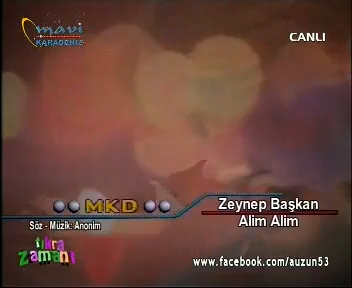 mavi
KARADENİZ
CANLI
MKD
Zeynep Başkan
Alim Alim
Söz - Müzik: Anonim
fıkra
zamanı
www.facebook.com/auzun53